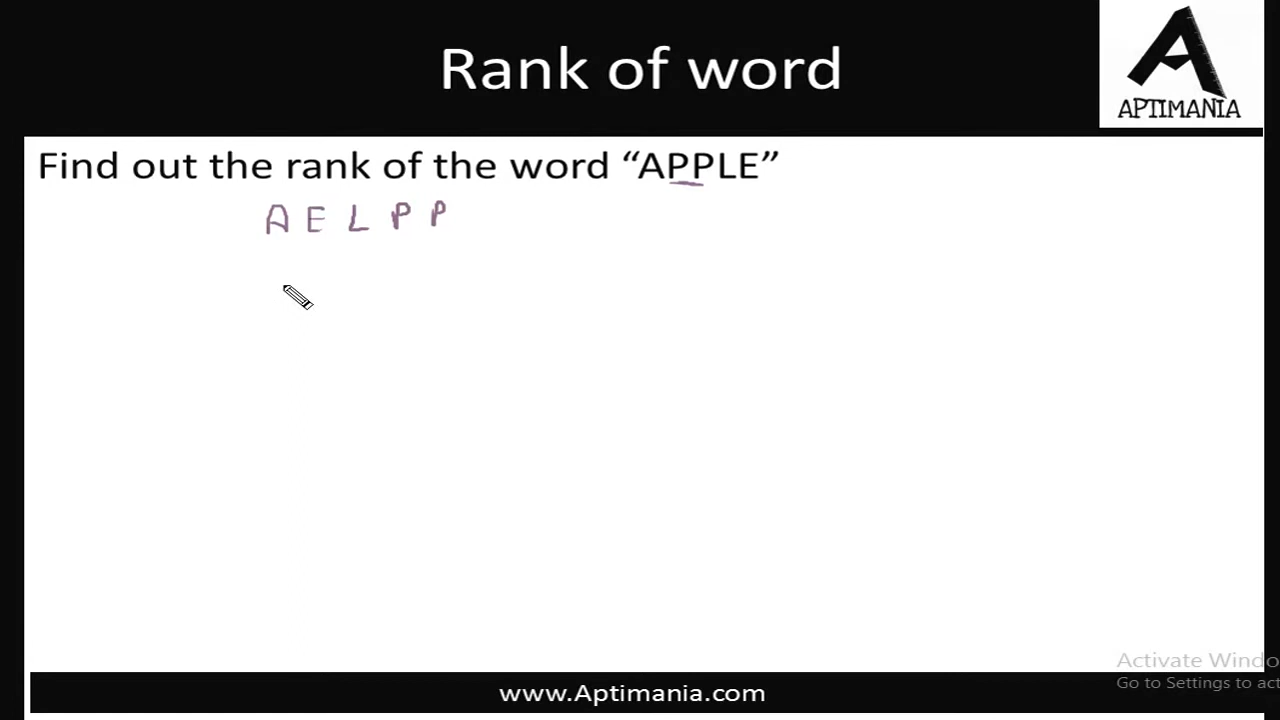 Rank of word
APTIMANIA
Find out the rank of the word “APPLE”
A E L P P
Activate Windo
Go to Settings to act
www.Aptimania.com